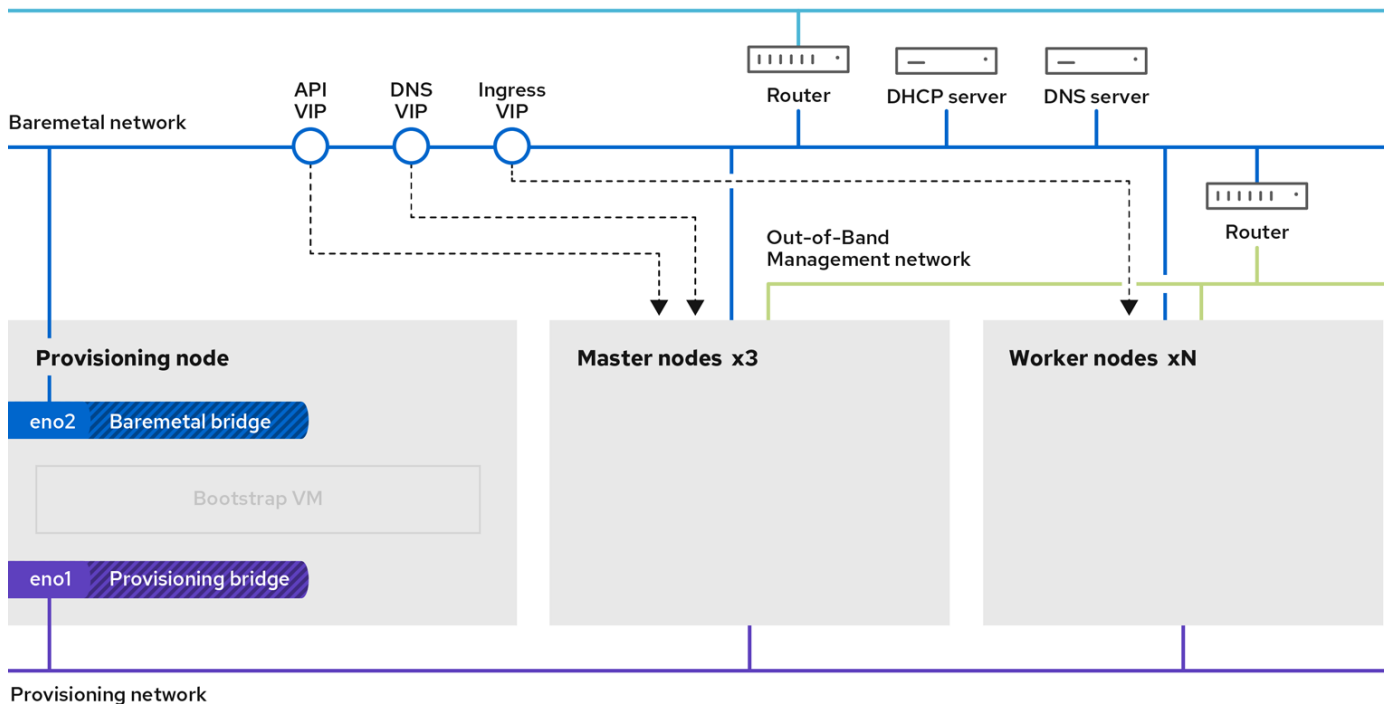 API
VIP
DNS
VIP
Ingress
VIP
Router
DHCP server
DNS server
Baremetal network
Router
Out-of-Band
Management network
Provisioning node
Master nodes x3
Worker nodes xN
eno2
Baremetal bridge
Bootstrap VM
eno1
Provisioning bridge
Provisioning network